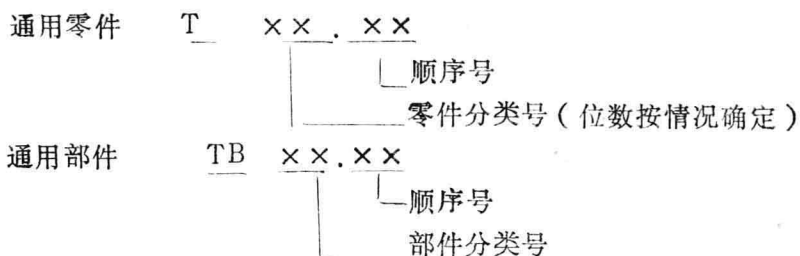 通用零件 T ××.××
顺序号
零件分类号(位数按情况确定)
通用部件 TB ××.××
顺序号
部件分类号